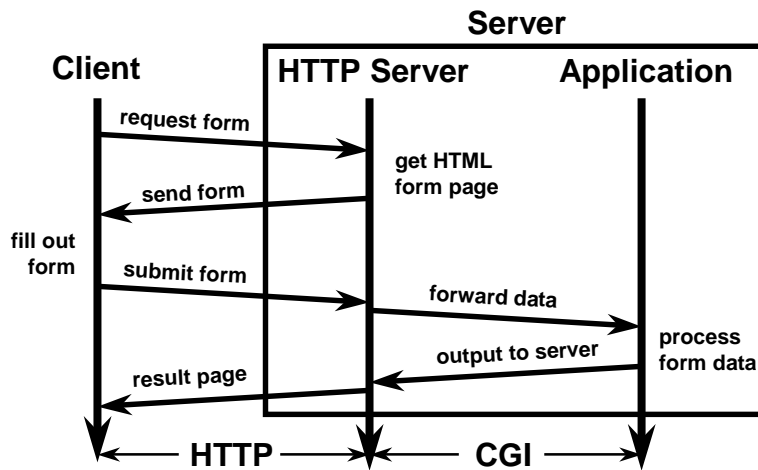 Server
Client
HTTP Server
Application
request form
get HTML
form page
send form
fill out
form
submit form
forward data
process
form data
output to server
result page
HTTP
CGI